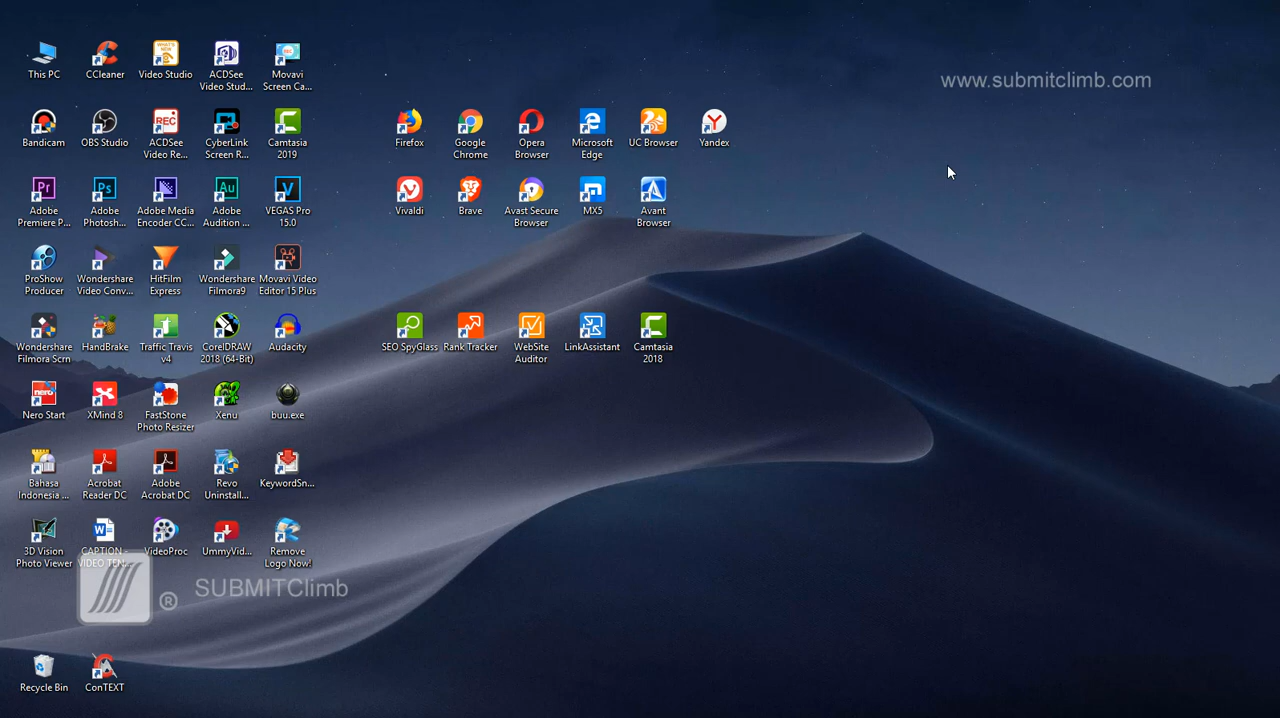 This PC
CCleaner
Video Studio
ACDSee
Video Stud...
Movavi
Screen Ca...
www.submitclimb.com
Bandicam
OBS Studio
ACDSee
Video Re...
CyberLink
Screen R...
Camtasia
2019
Firefox
Google
Chrome
Opera
Browser
Microsoft
Edge
UC Browser
Yandex
Adobe
Premiere P...
Adobe
Photosh...
Adobe Media
Encoder CC...
Adobe
Audition ...
VEGAS Pro
15.0
Vivaldi
Brave
Avast Secure
Browser
MX5
Avant
Browser
ProShow
Producer
Wondershare
Video Conv...
HitFilm
Express
Wondershare
Filmora9
Movavi Video
Editor 15 Plus
Wondershare
Filmora Scrn
HandBrake
Traffic Travis
v4
CorelDRAW
2018 (64-Bit)
Audacity
SEO SpyGlass
Rank Tracker
WebSite
Auditor
LinkAssistant
Camtasia
2018
Nero Start
XMind 8
FastStone
Photo Resizer
Xenu
buu.exe
Bahasa
Indonesia ...
Acrobat
Reader DC
Adobe
Acrobat DC
Revo
Uninstall...
KeywordSn...
3D Vision
Photo Viewer
CAPTION -
VIDEO TEN...
VideoProc
UmmyVid...
Remove
Logo Now!
® SUBMITClimb
Recycle Bin
ConTEXT